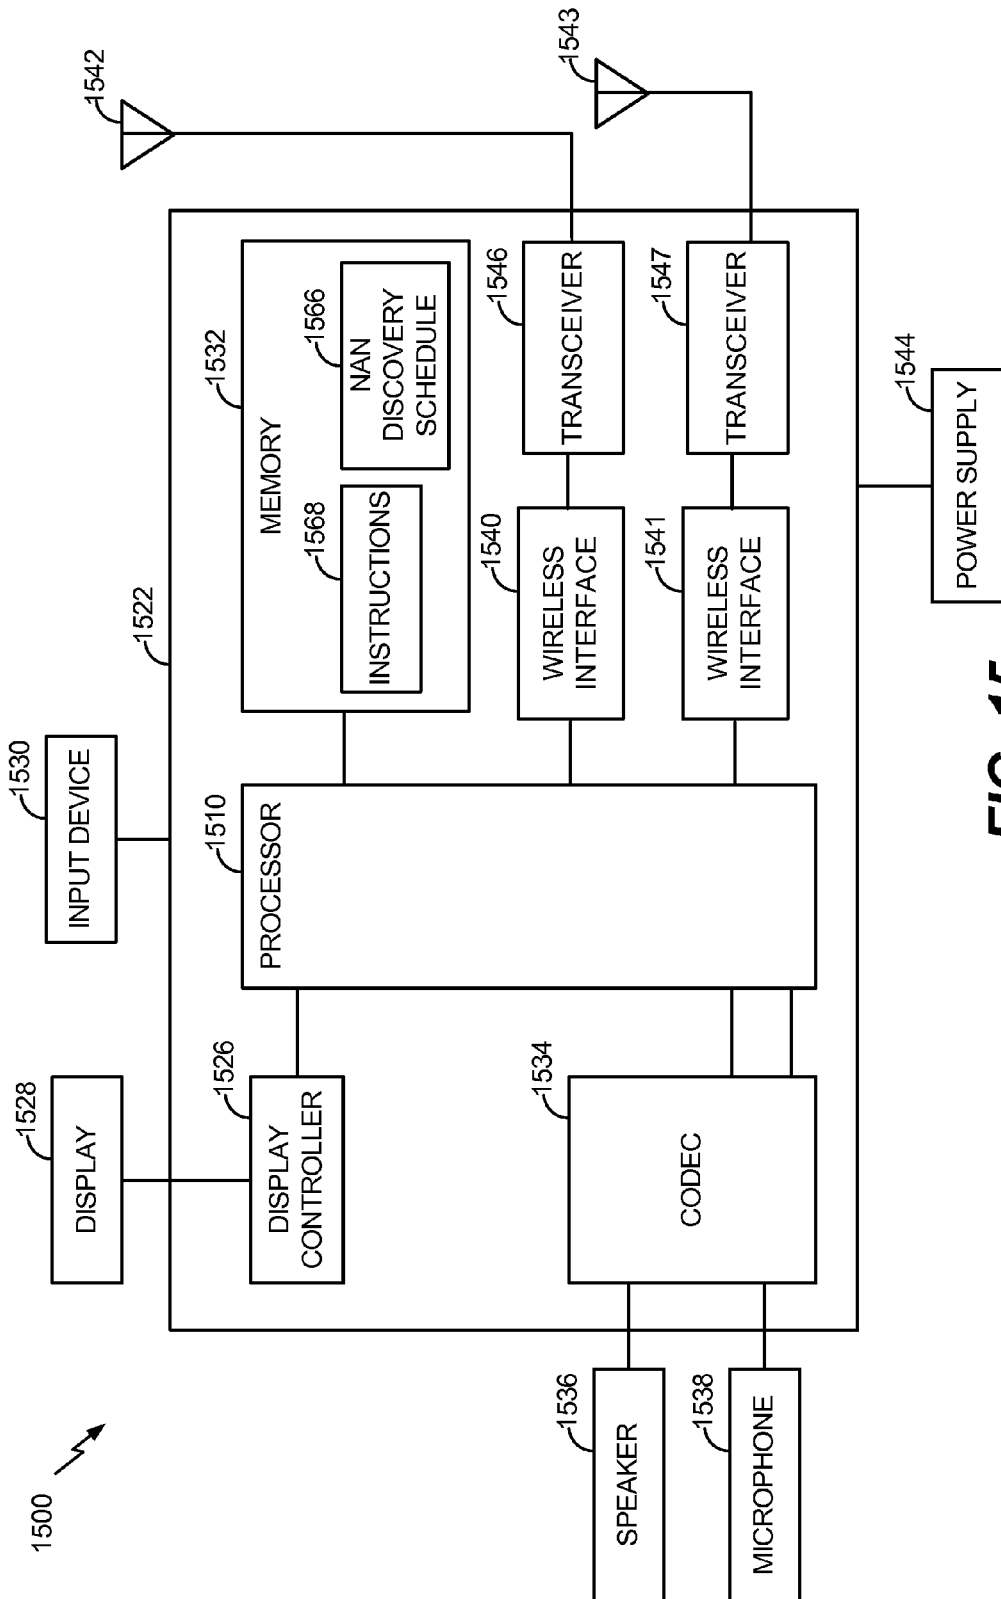 1500
1528
DISPLAY
1530
INPUT DEVICE
1522
1542
1543
1526
DISPLAY
CONTROLLER
1510
PROCESSOR
1532
MEMORY
1568
INSTRUCTIONS
1566
NAN
DISCOVERY
SCHEDULE
1534
CODEC
1540
WIRELESS
INTERFACE
1546
TRANSCEIVER
1541
WIRELESS
INTERFACE
1547
TRANSCEIVER
1536
SPEAKER
1538
MICROPHONE
1544
POWER SUPPLY
FIG. 15